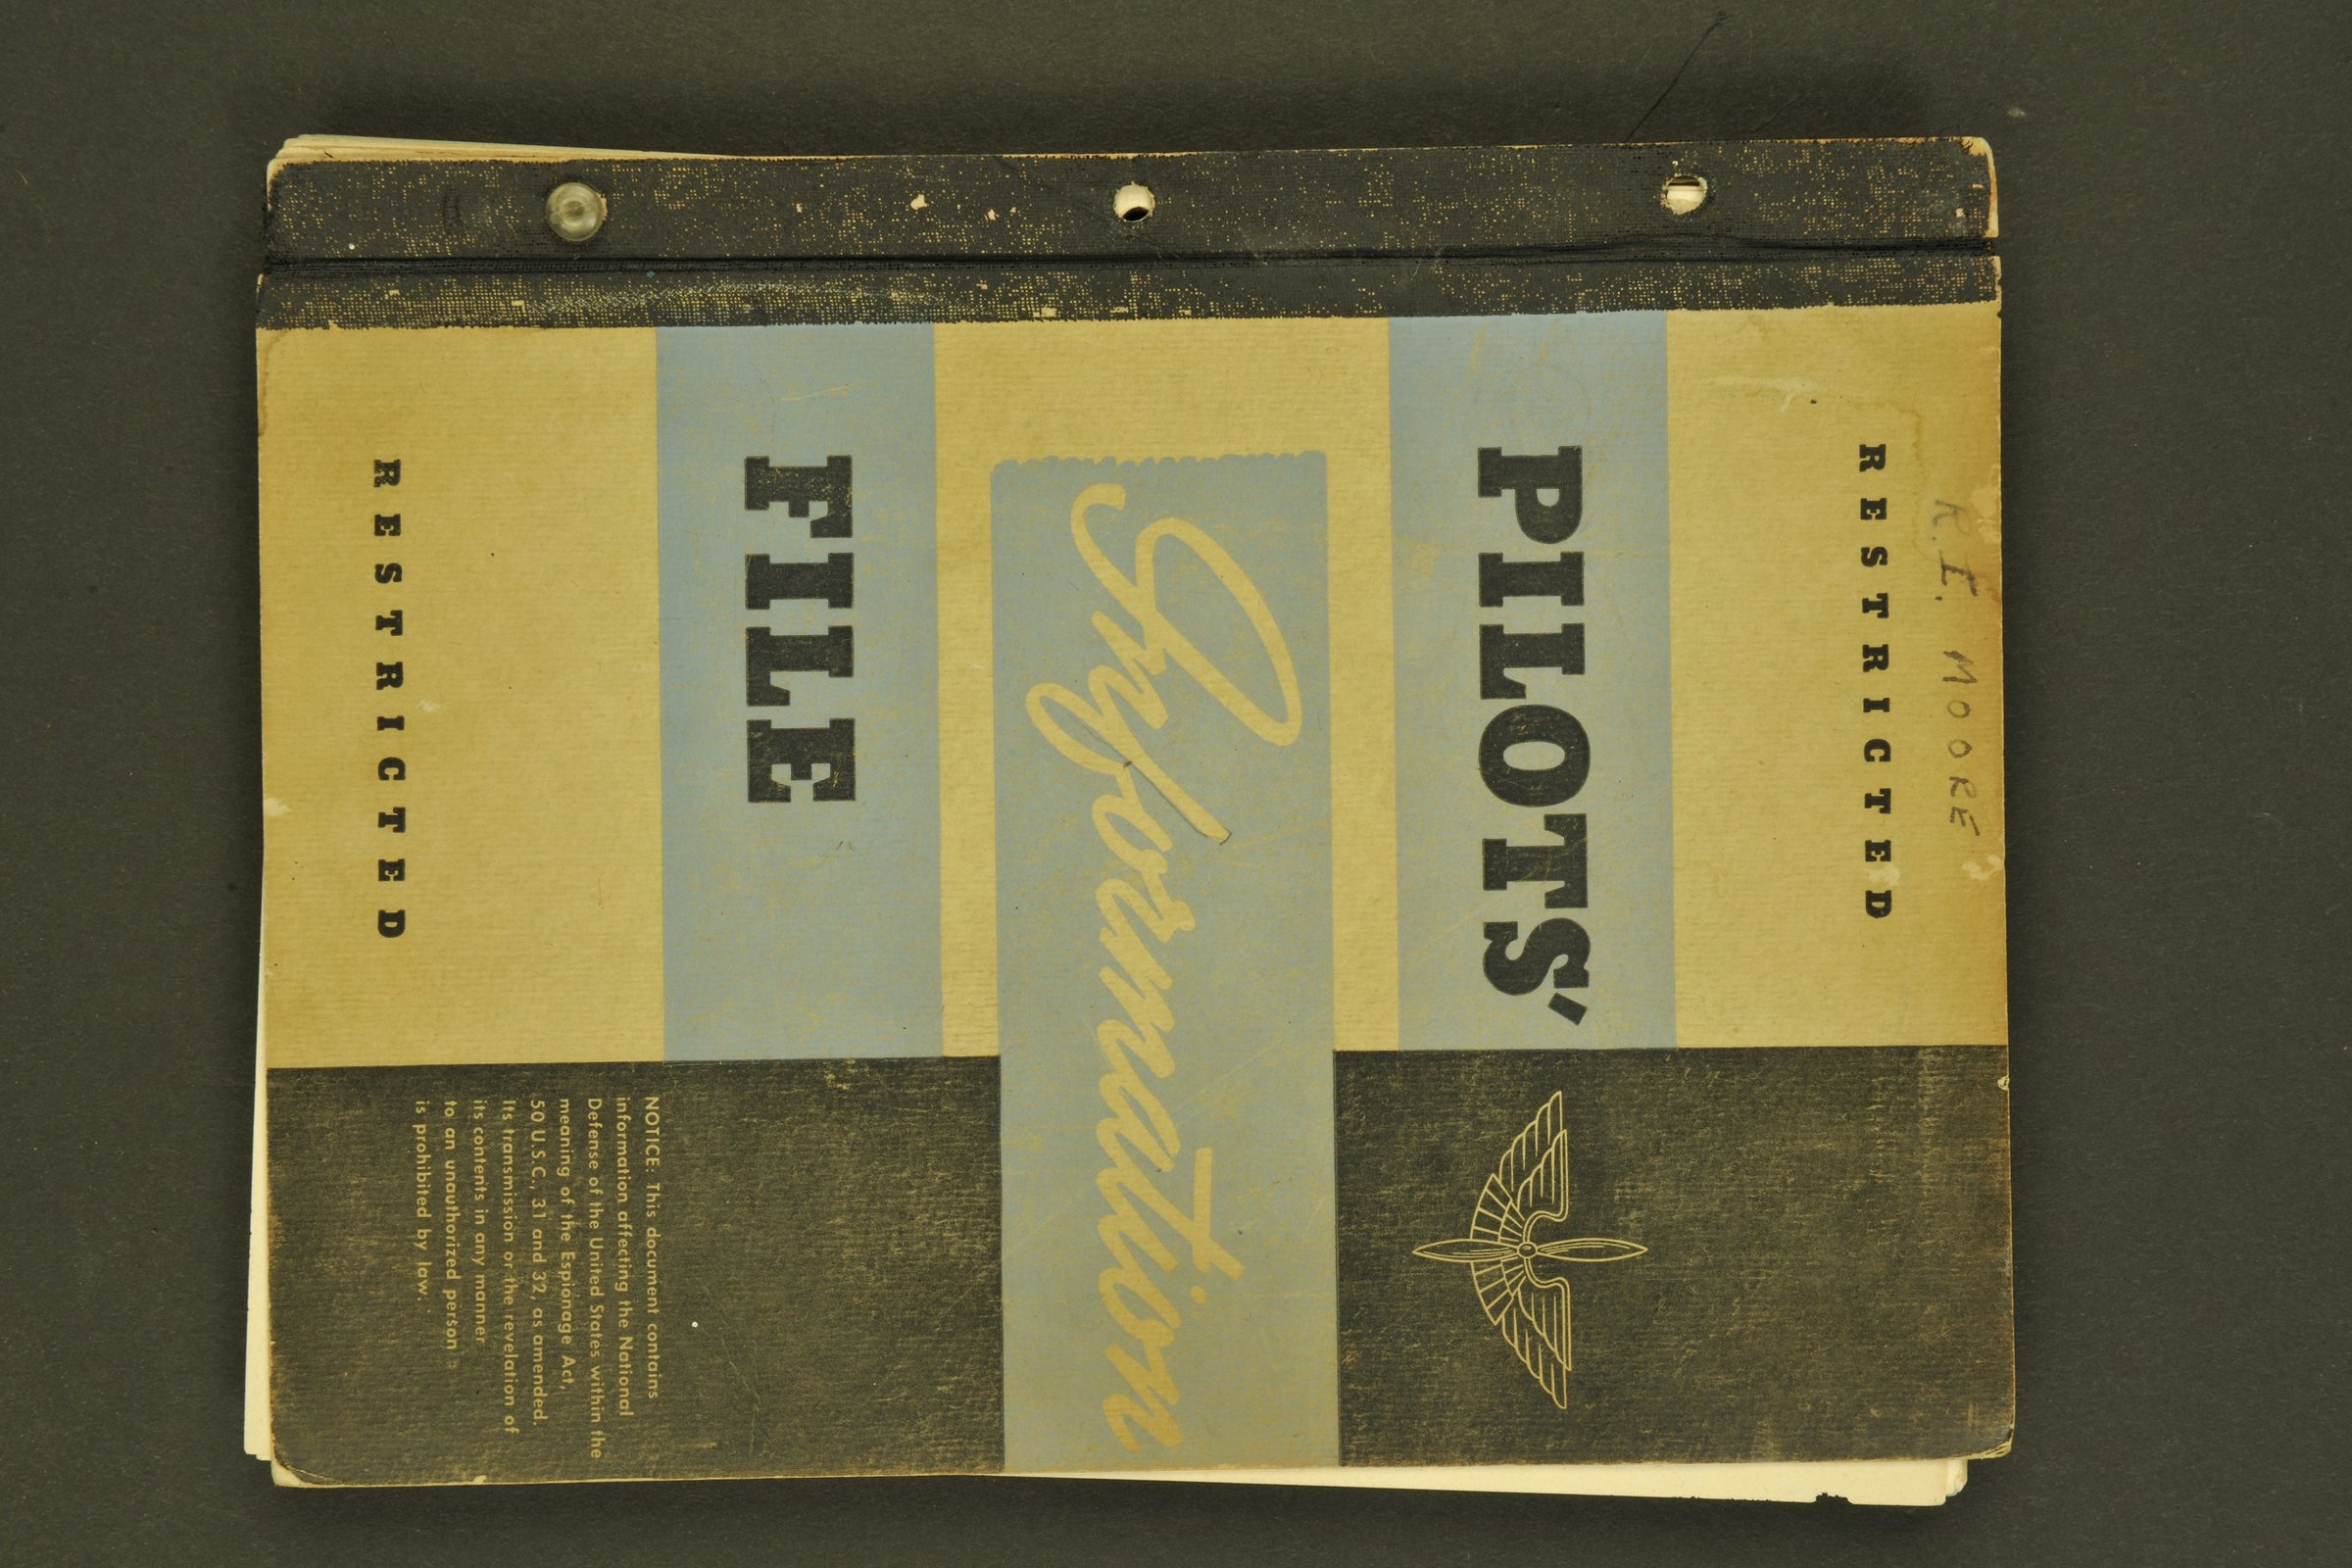 R.I. MOORE
RESTRICTED
PILOTS'
Information
FILE
NOTICE: This document contains
information affecting the National
Defense of the United States within the
meaning of the Espionage Act,
50 U.S.C., 31 and 32, as amended.
Its transmission or the revelation of
its contents in any manner
to an unauthorized person
is prohibited by law.
RESTRICTED